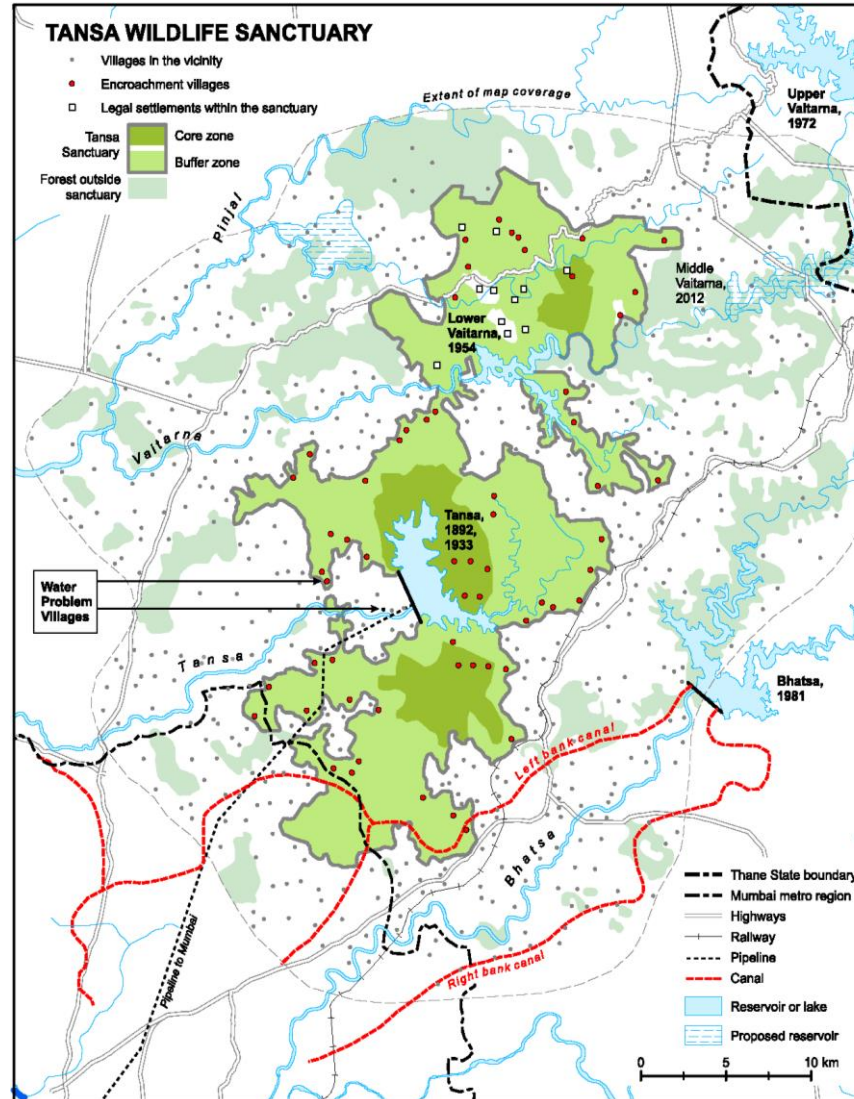 TANSA WILDLIFE SANCTUARY
Villages in the vicinity
Encroachment villages
Legal settlements within the sanctuary
Tansa
Sanctuary
Core zone
Buffer zone
Forest outside
sanctuary
Extent of map coverage
Upper
Vaitarna,
1972
Pinjal
Middle
Vaitarna,
2012
Lower
Vaitarna,
1954
Vaitarna
Tansa,
1892,
1933
Water
Problem
Villages
Tansa
Bhatsa,
1981
Left bank canal
Bhatsa
Right bank canal
Pipeline to Mumbai
Thane State boundary
Mumbai metro region
Highways
Railway
Pipeline
Canal
Reservoir or lake
Proposed reservoir
0 5 10 km